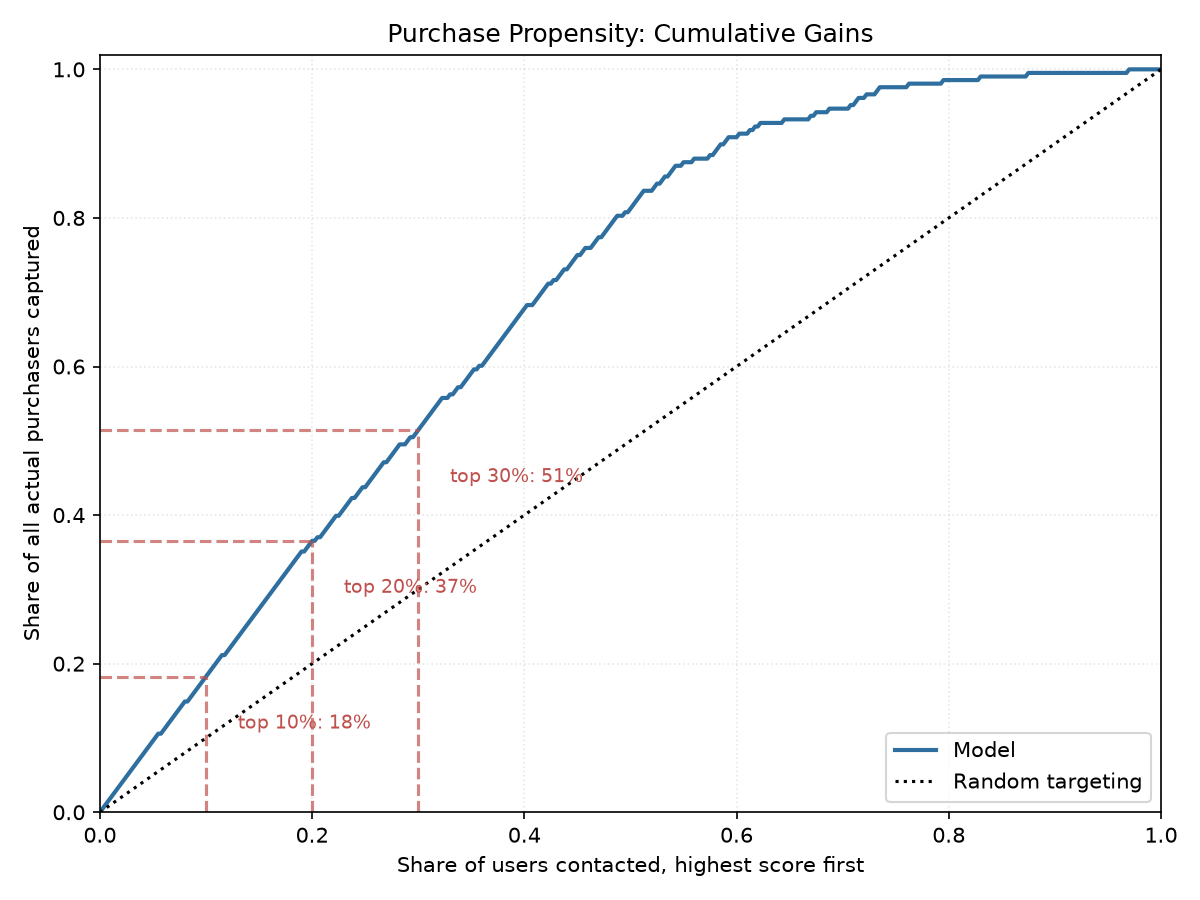 Purchase Propensity: Cumulative Gains
Share of all actual purchasers captured
1.0
0.8
0.6
0.4
0.2
0.0
top 30%: 51%
top 20%: 37%
top 10%: 18%
Model
Random targeting
0.0
0.2
0.4
0.6
0.8
1.0
Share of users contacted, highest score first